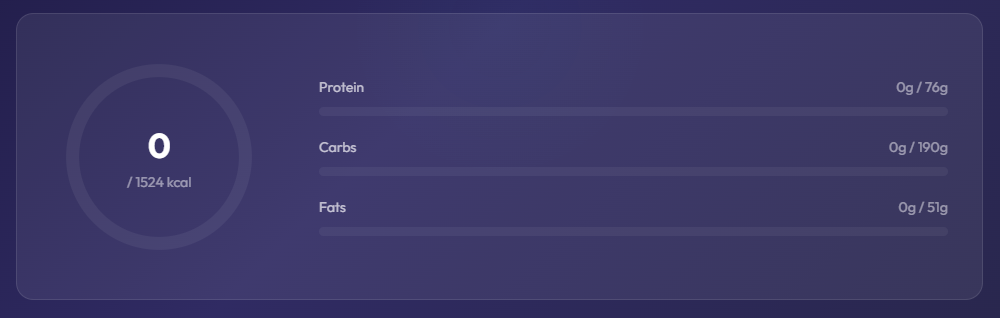 0
/ 1524 kcal
Protein 0g / 76g
Carbs 0g / 190g
Fats 0g / 51g